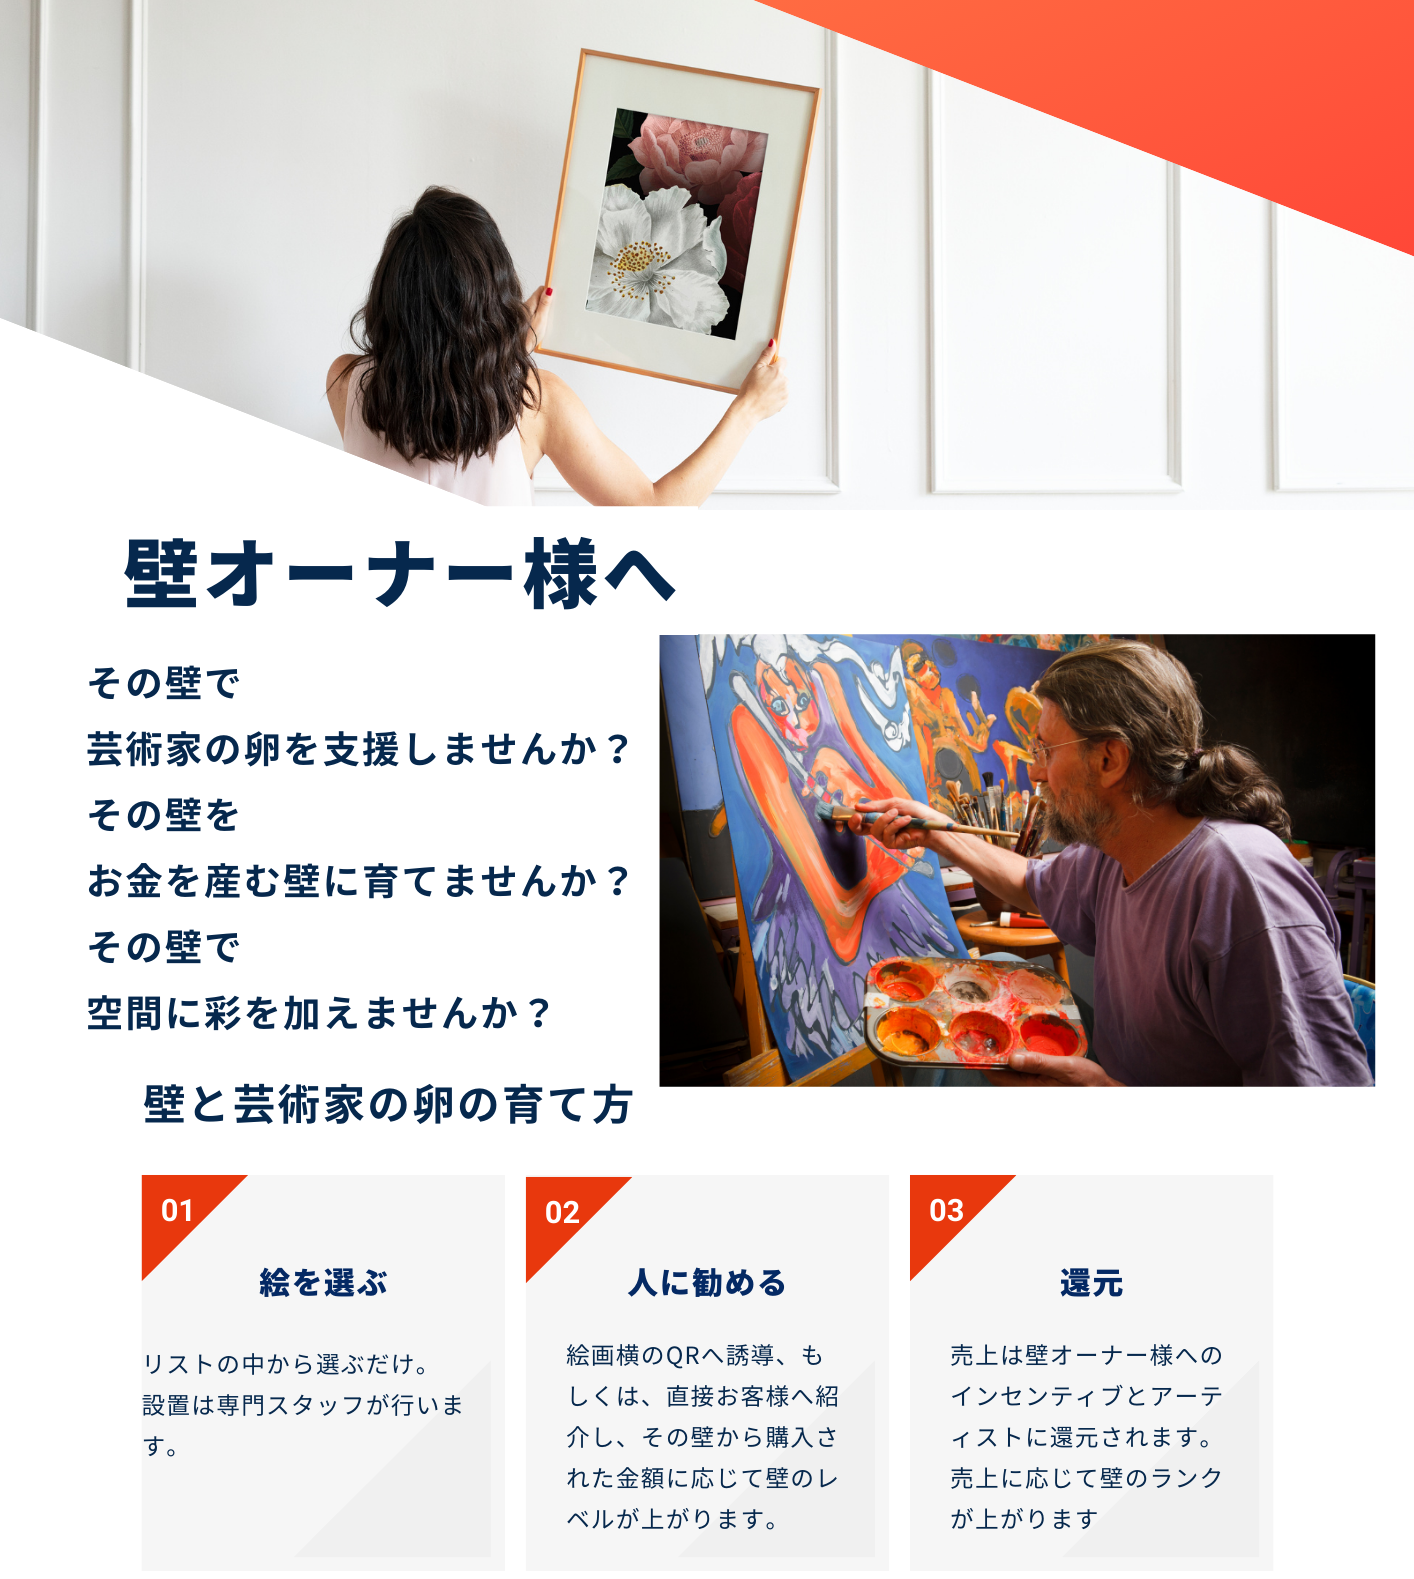 壁オーナー様へ
その壁で
芸術家の卵を支援しませんか？
その壁を
お金を産む壁に育てませんか？
その壁で
空間に彩を加えませんか？
壁と芸術家の卵の育て方
01
絵を選ぶ
リストの中から選ぶだけ。
設置は専門スタッフが行いま
す。
02
人に勧める
絵画横のQRへ誘導、も
しくは、直接お客様へ紹
介し、その壁から購入さ
れた金額に応じて壁のレ
ベルが上がります。
03
還元
売上は壁オーナー様への
インセンティブとアーテ
ィストに還元されます。
売上に応じて壁のランク
が上がります